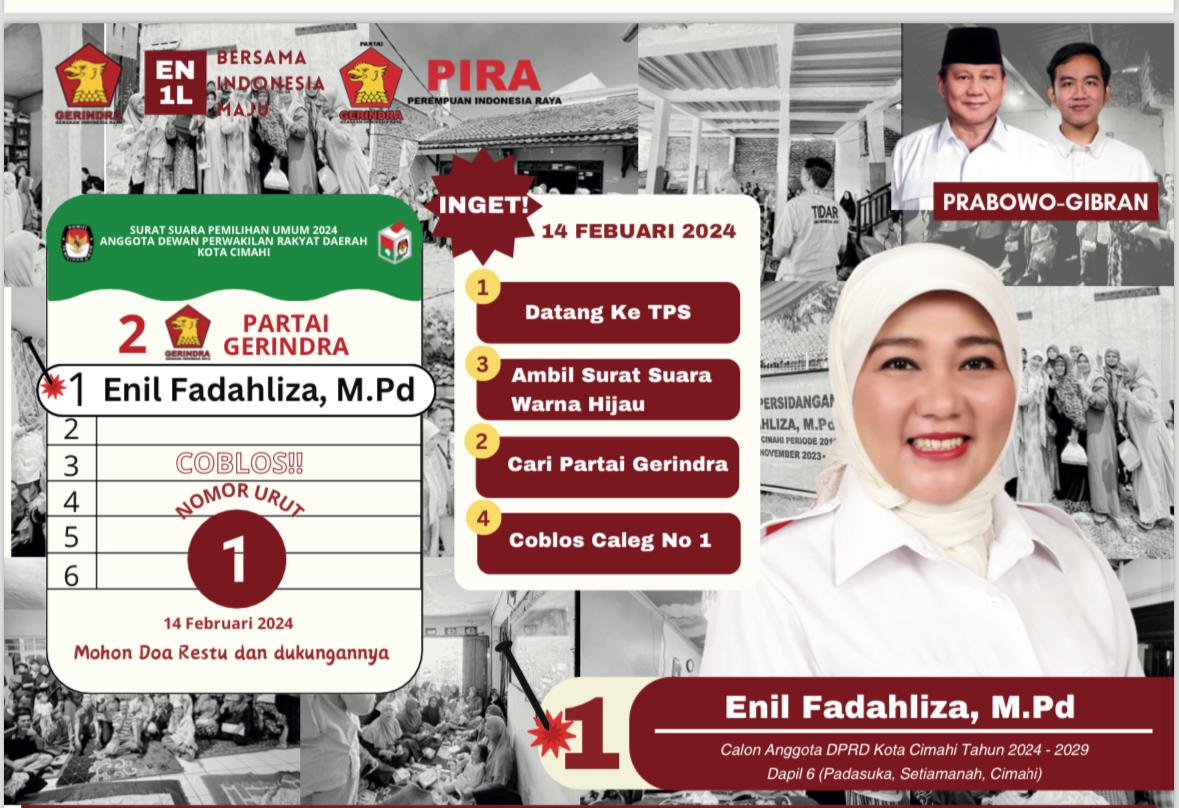 GERINDRA
EN
1L
BERSAMA
INDONESIA
MAJU
PARTAI
GERINDRA
PIRA
PEREMPUAN INDONESIA RAYA
PRABOWO-GIBRAN
TIDAR
SURAT SUARA PEMILIHAN UMUM 2024
ANGGOTA DEWAN PERWAKILAN RAKYAT DAERAH
KOTA CIMAHI
2
GERINDRA
PARTAI
GERINDRA
1 Enil Fadahliza, M.Pd
2
3
4
5
6
COBLOS!!
NOMOR URUT
1
14 Februari 2024
Mohon Doa Restu dan dukungannya
INGET!
14 FEBUARI 2024
1
Datang Ke TPS
3
Ambil Surat Suara
Warna Hijau
2
Cari Partai Gerindra
4
Coblos Caleg No 1
PERSIDANGAN
HLIZA, M.Pd
CIMAHI PERIODE
NOVEMBER 2023
1
Enil Fadahliza, M.Pd
Calon Anggota DPRD Kota Cimahi Tahun 2024 - 2029
Dapil 6 (Padasuka, Setiamanah, Cimahi)